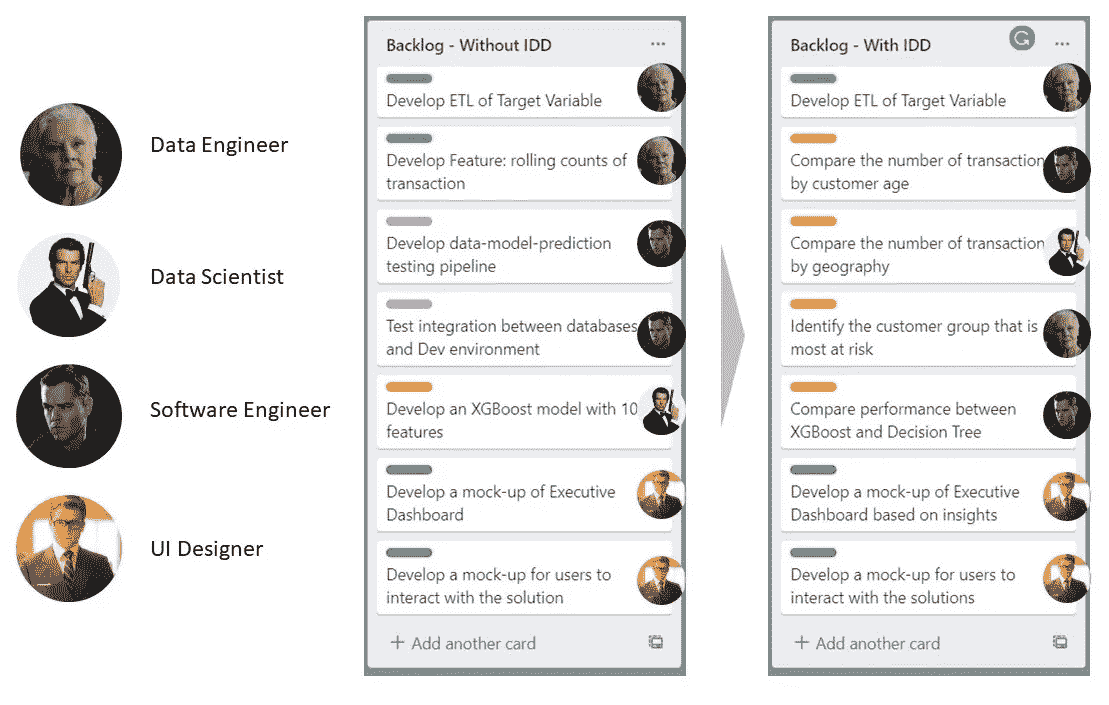 Data Engineer
Data Scientist
Software Engineer
UI Designer
Backlog - Without IDD
Develop ETL of Target Variable
Develop Feature: rolling counts of
transaction
Develop data-model-prediction
testing pipeline
Test integration between databases
and Dev environment
Develop an XGBoost model with 10
features
Develop a mock-up of Executive
Dashboard
Develop a mock-up for users to
interact with the solution
+ Add another card
Backlog - With IDD
Develop ETL of Target Variable
Compare the number of transaction
by customer age
Compare the number of transaction
by geography
Identify the customer group that is
most at risk
Compare performance between
XGBoost and Decision Tree
Develop a mock-up of Executive
Dashboard based on insights
Develop a mock-up for users to
interact with the solutions
+ Add another card